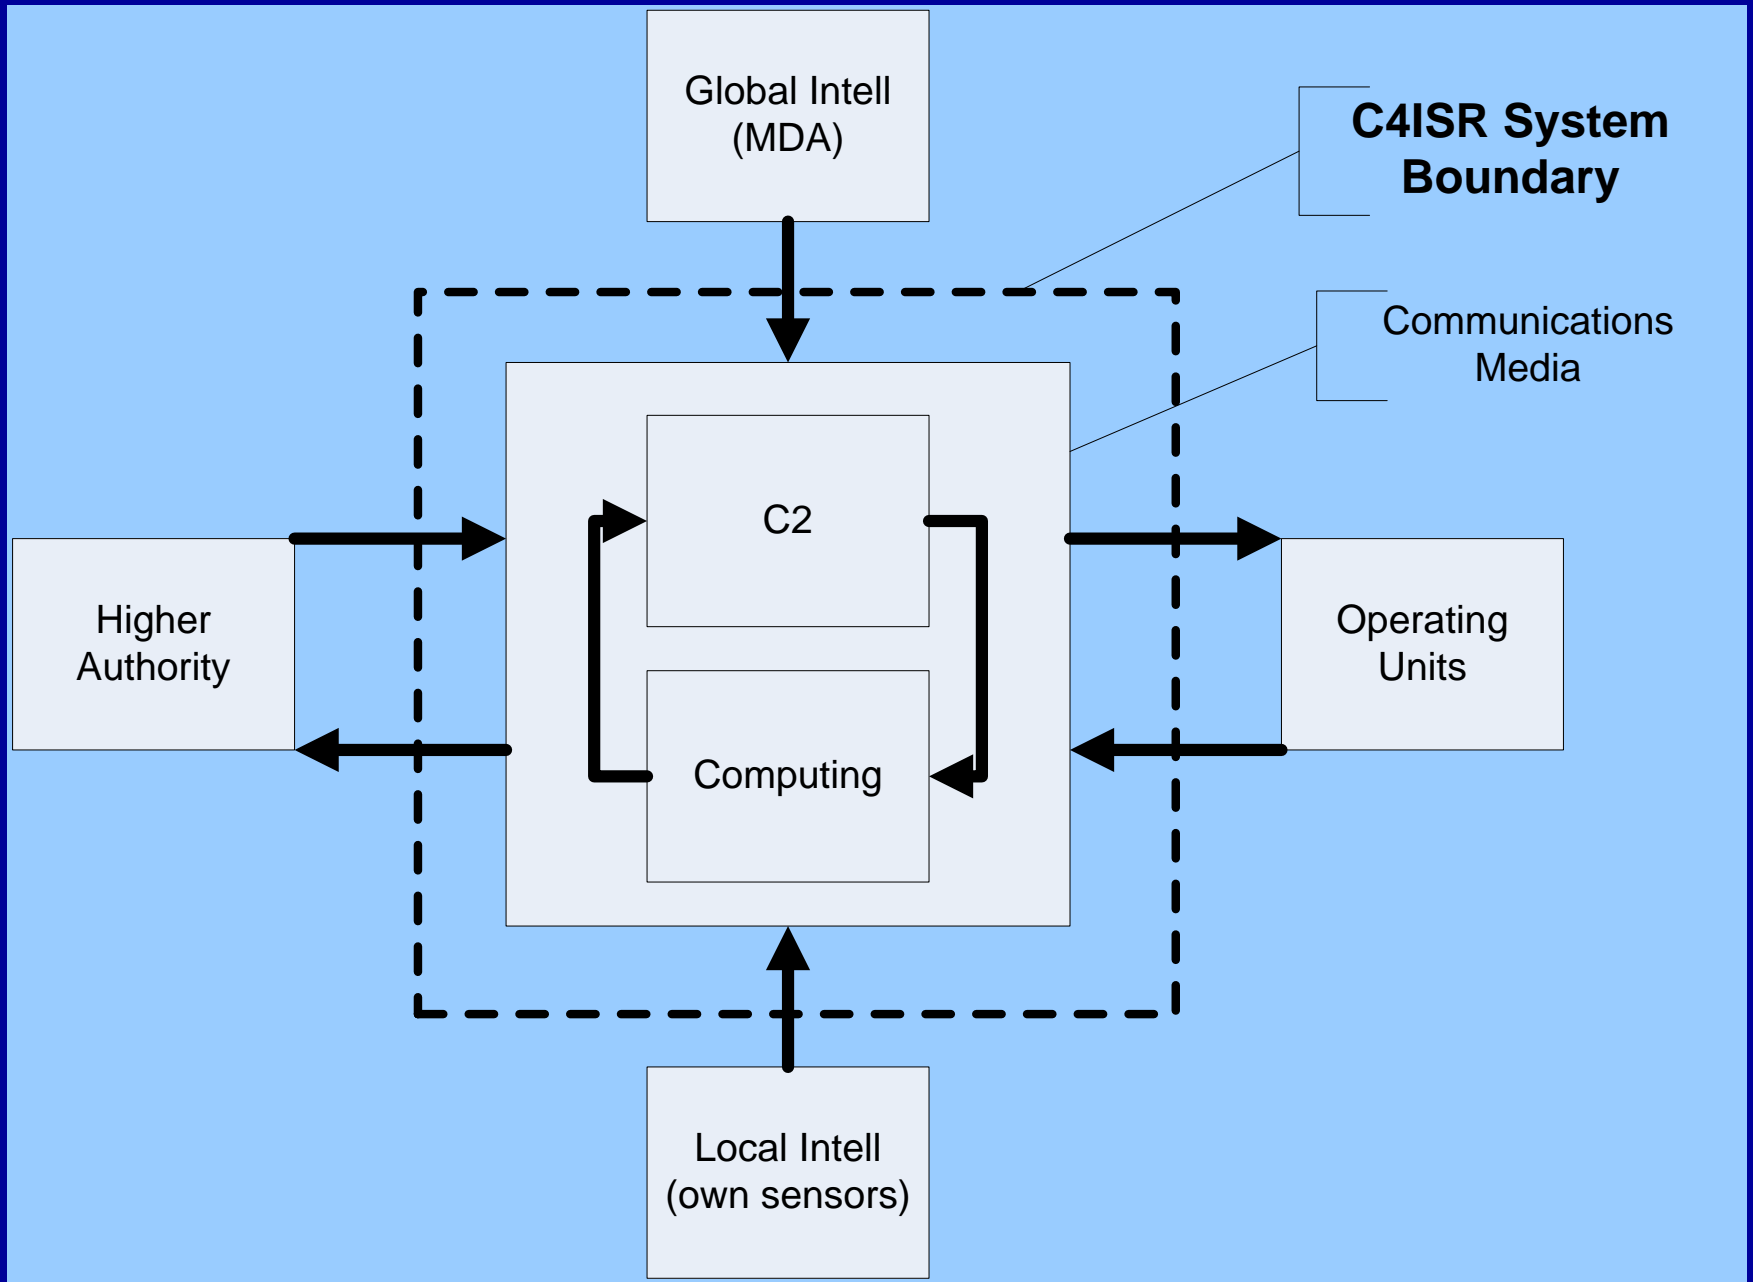 Global Intell
(MDA)
C4ISR System
Boundary
Communications
Media
C2
Higher
Authority
Operating
Units
Computing
Local Intell
(own sensors)